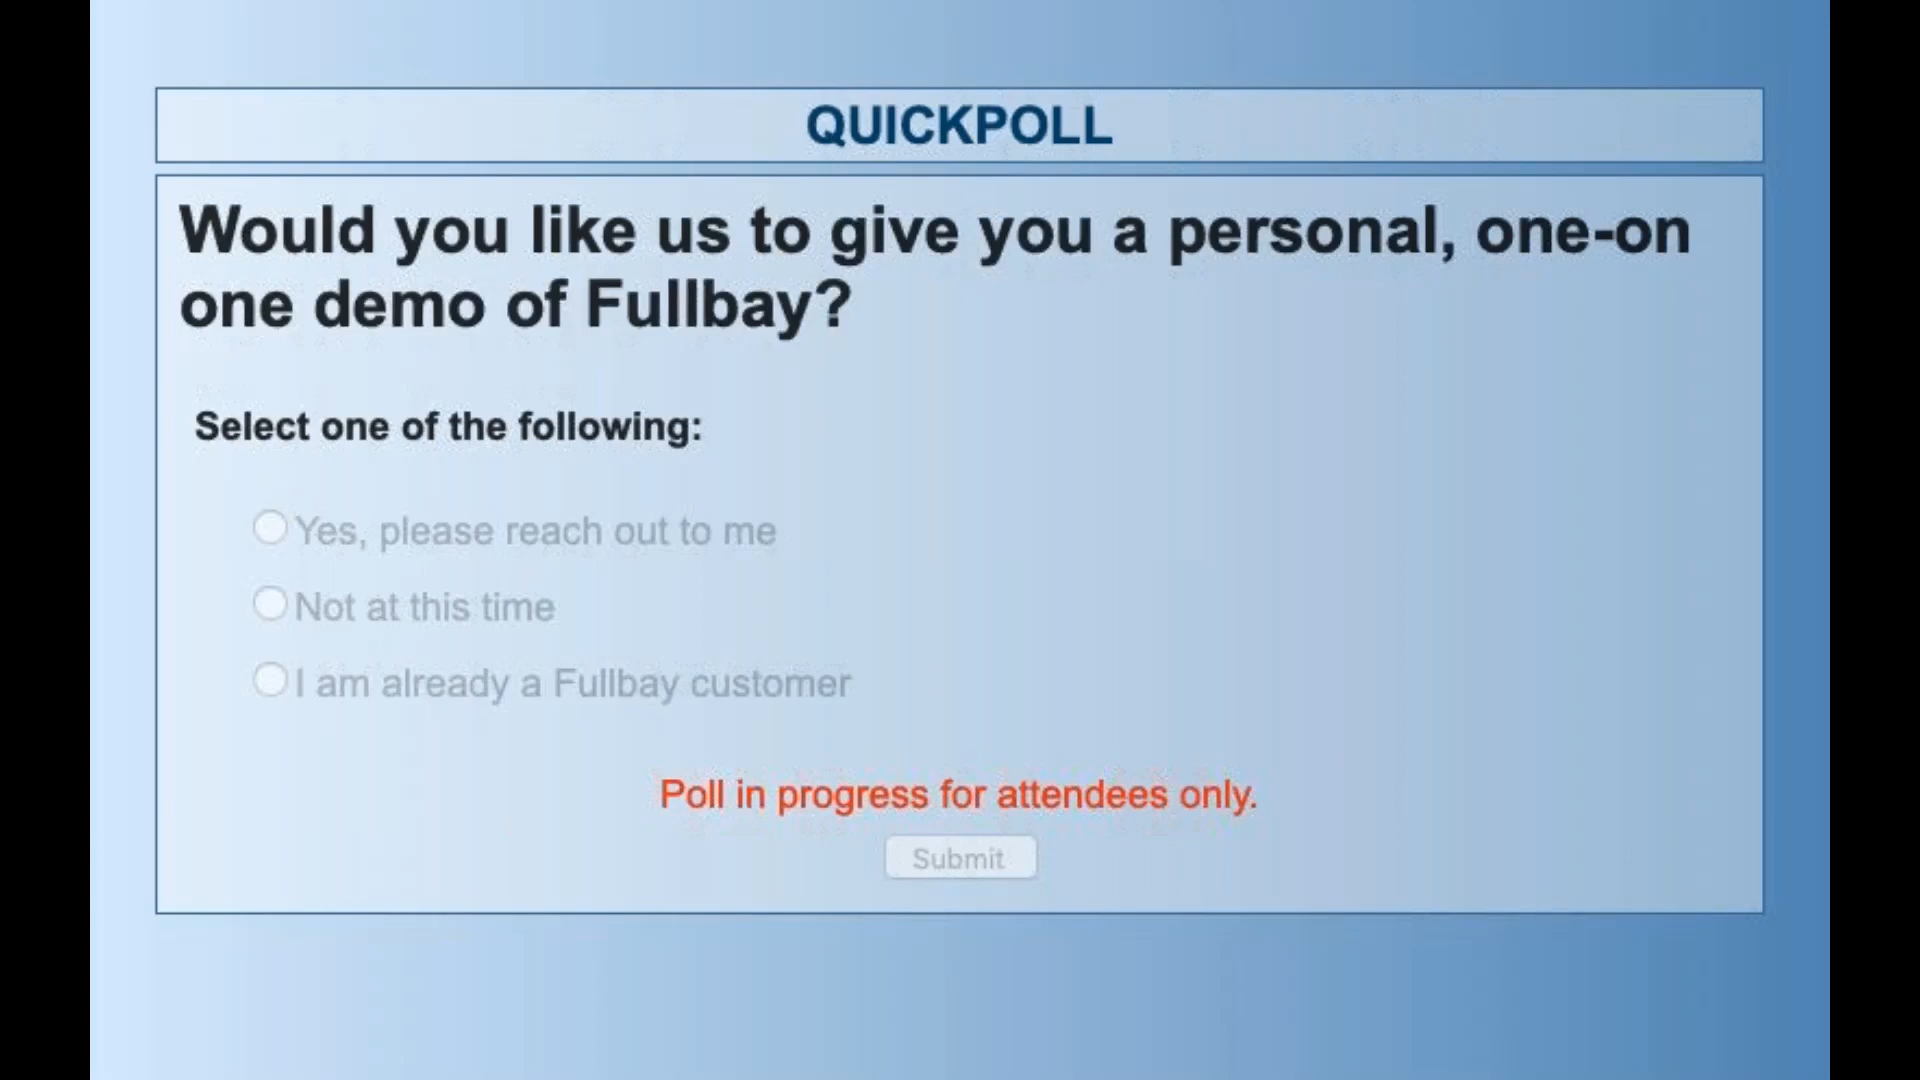 QUICKPOLL
Would you like us to give you a personal, one-on
one demo of Fullbay?
Select one of the following:
Yes, please reach out to me
Not at this time
I am already a Fullbay customer
Poll in progress for attendees only.
Submit